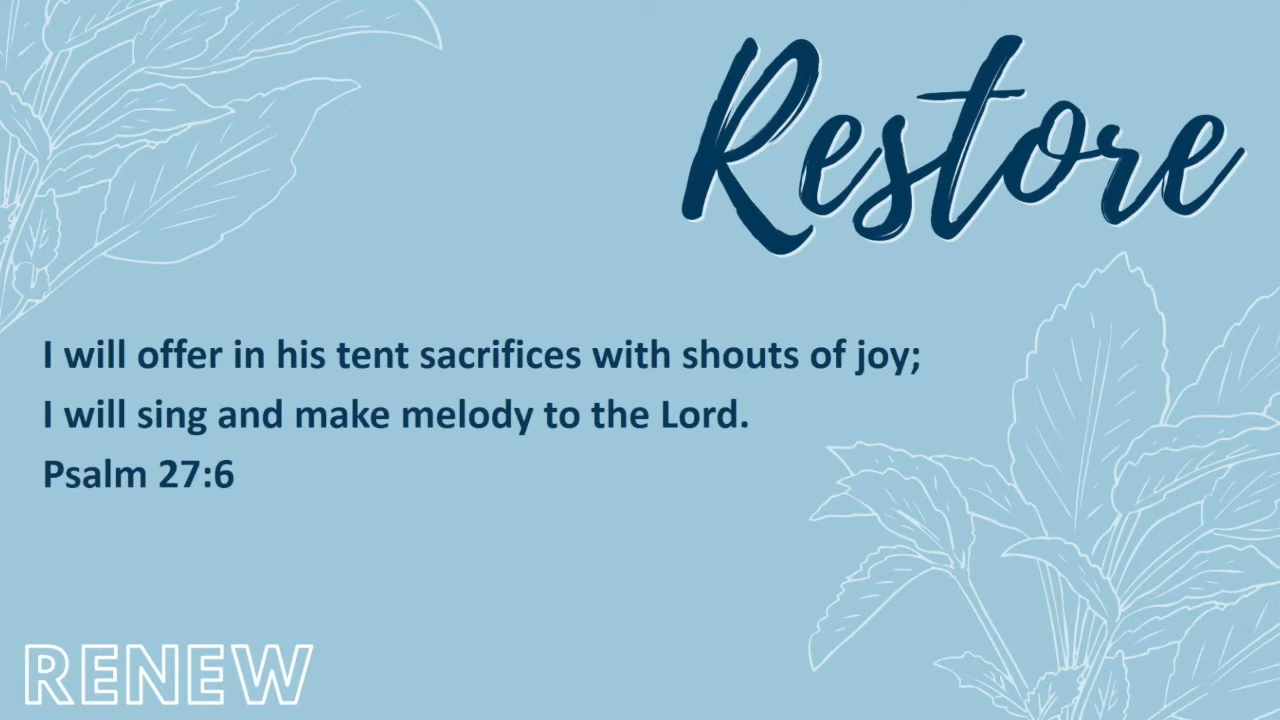 Restore
I will offer in his tent sacrifices with shouts of joy;
I will sing and make melody to the Lord.
Psalm 27:6
RENEW